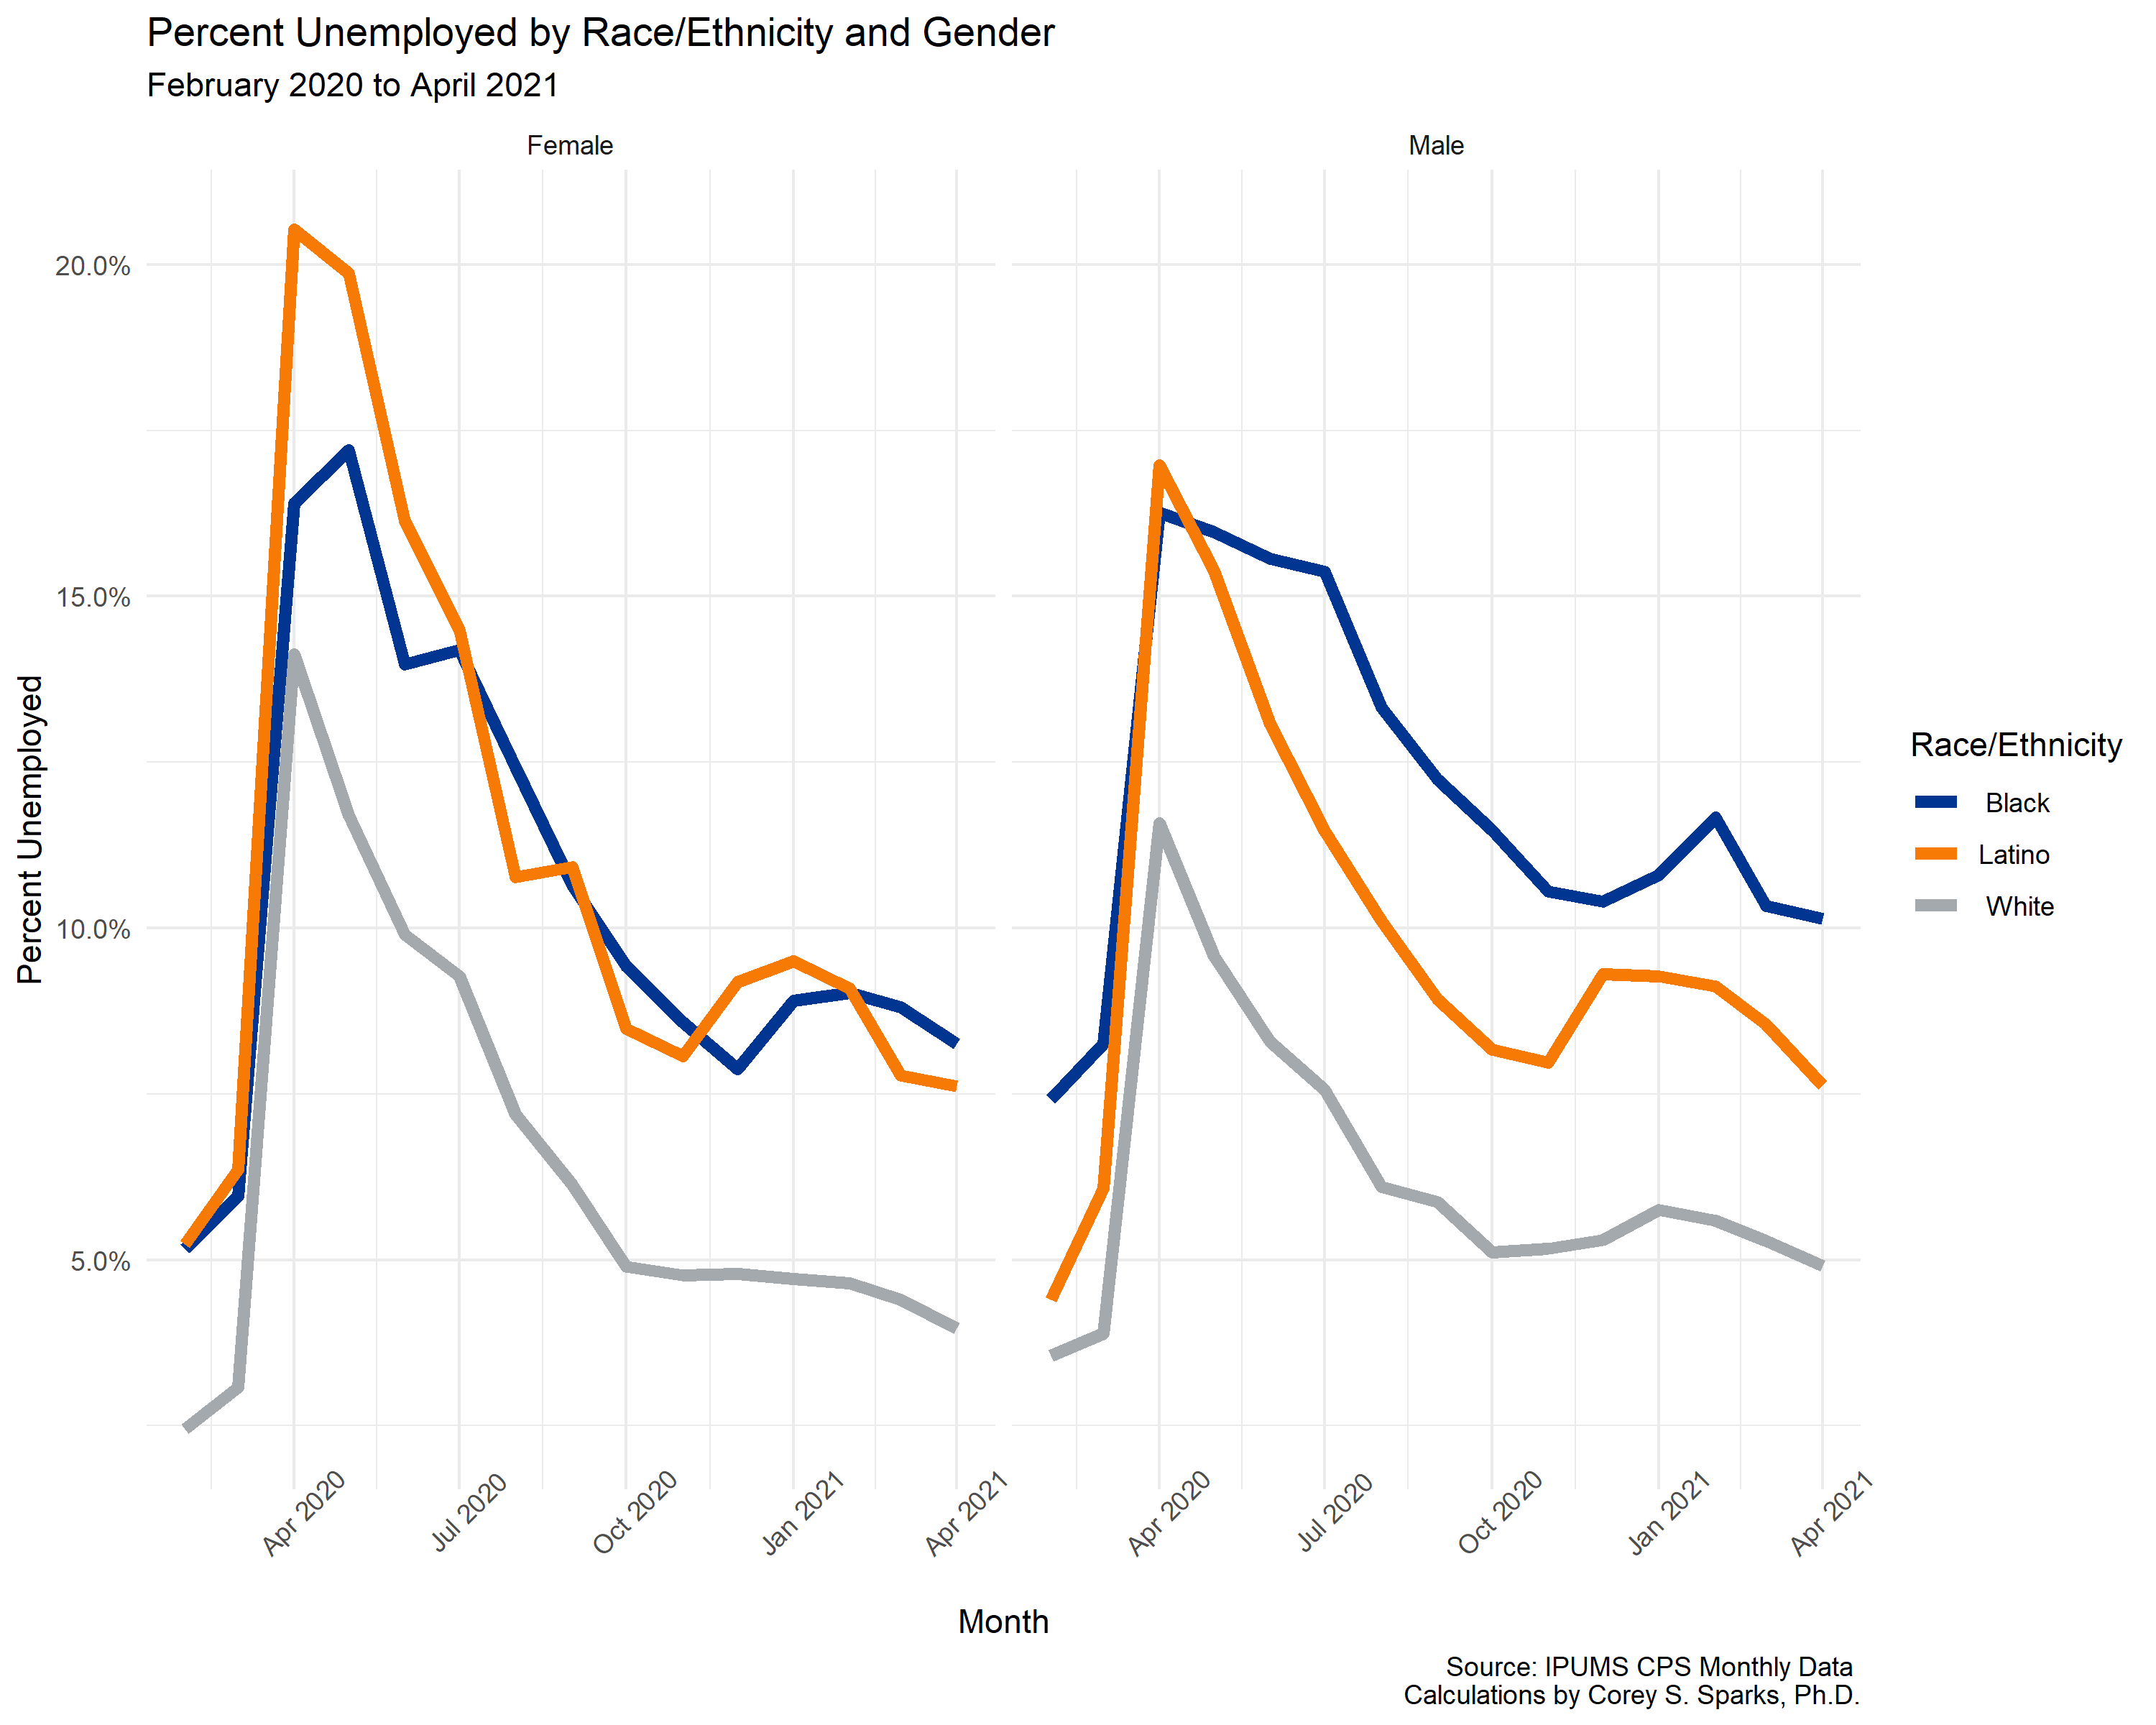 Percent Unemployed by Race/Ethnicity and Gender
February 2020 to April 2021
Female
Male
Percent Unemployed
20.0%
15.0%
10.0%
5.0%
Apr 2020
Jul 2020
Oct 2020
Jan 2021
Apr 2021
Apr 2020
Jul 2020
Oct 2020
Jan 2021
Apr 2021
Month
Race/Ethnicity
Black
Latino
White
Source: IPUMS CPS Monthly Data
Calculations by Corey S. Sparks, Ph.D.